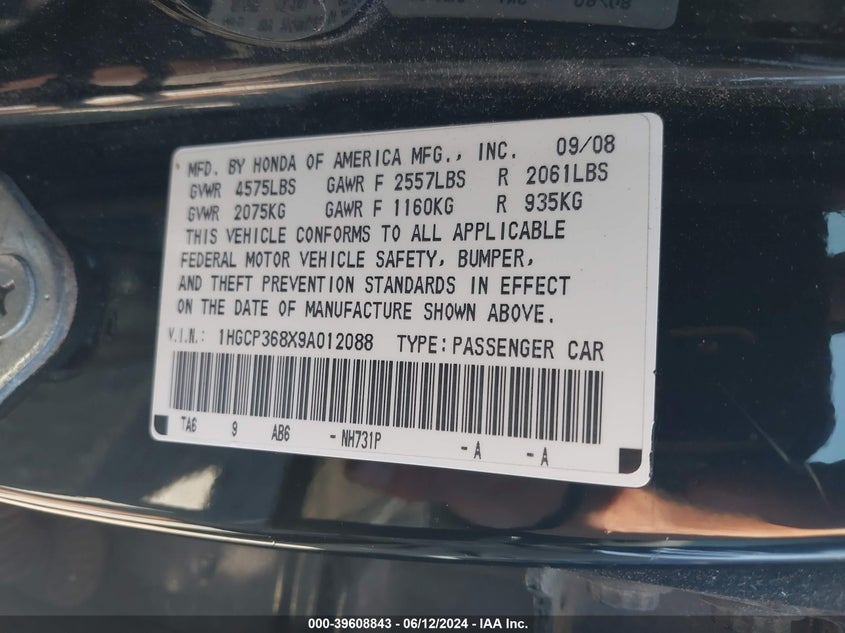 MFD. BY HONDA OF AMERICA MFG., INC. 09/08
GVWR 4575LBS GAWR F 2557LBS R 2061LBS
GVWR 2075KG GAWR F 1160KG R 935KG
THIS VEHICLE CONFORMS TO ALL APPLICABLE
FEDERAL MOTOR VEHICLE SAFETY, BUMPER,
AND THEFT PREVENTION STANDARDS IN EFFECT
ON THE DATE OF MANUFACTURE SHOWN ABOVE.
V.I.N.: 1HGCP368X9A012088 TYPE:PASSENGER CAR
TA6 9 AB6 -NH731P -A -A
000-39608843 / 06/12/2024 - IAA Inc.